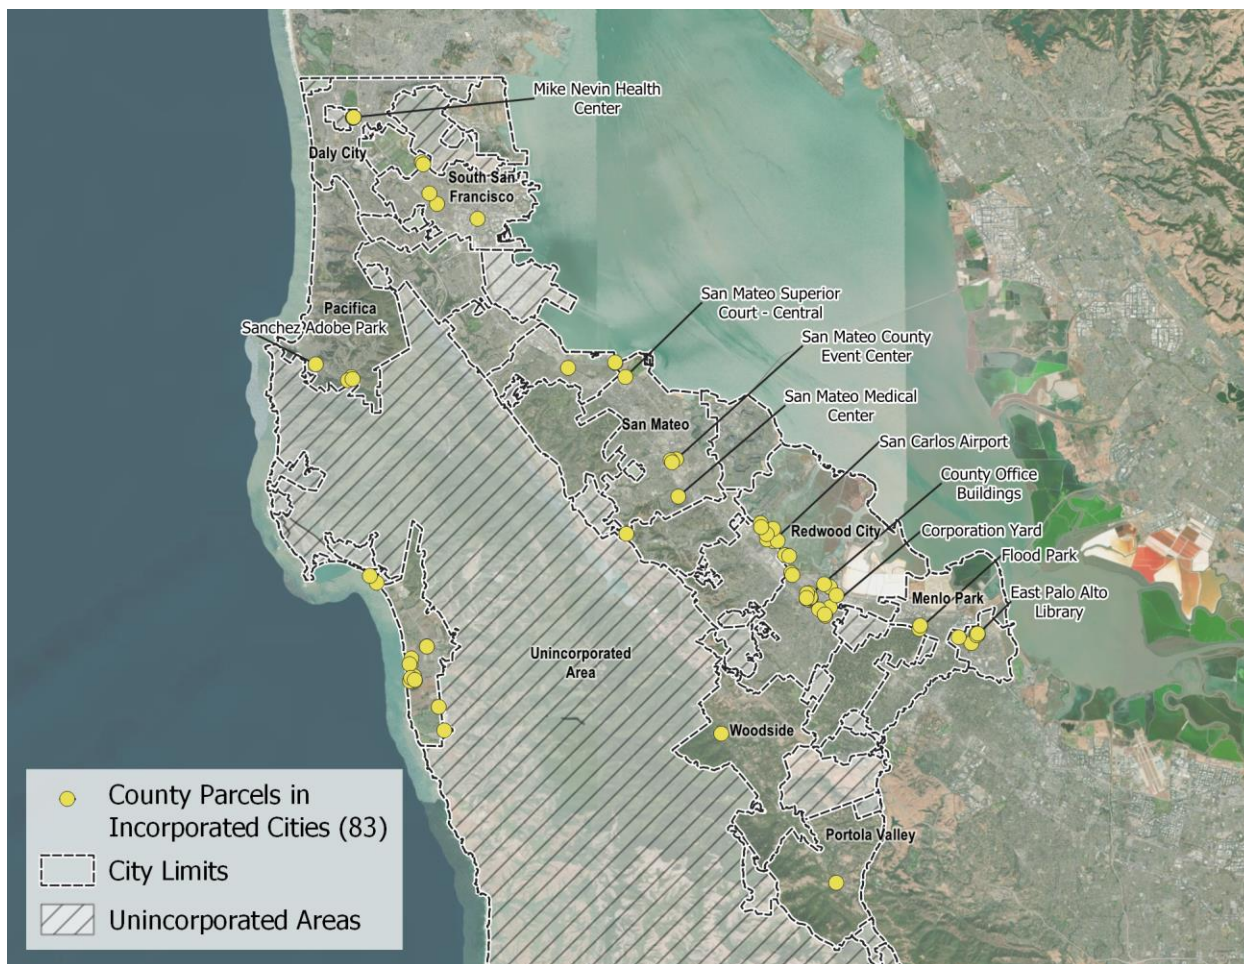 Mike Nevin Health
Center
Daly City
South San
Francisco
San Mateo Superior
Court - Central
Pacifica
Sanchez Adobe Park
San Mateo County
Event Center
San Mateo Medical
Center
San Mateo
San Carlos Airport
County Office
Buildings
Redwood City
Corporation Yard
Flood Park
Menlo Park
East Palo Alto
Library
Unincorporated
Area
Woodside
Portola Valley
County Parcels in
Incorporated Cities (83)
City Limits
Unincorporated Areas